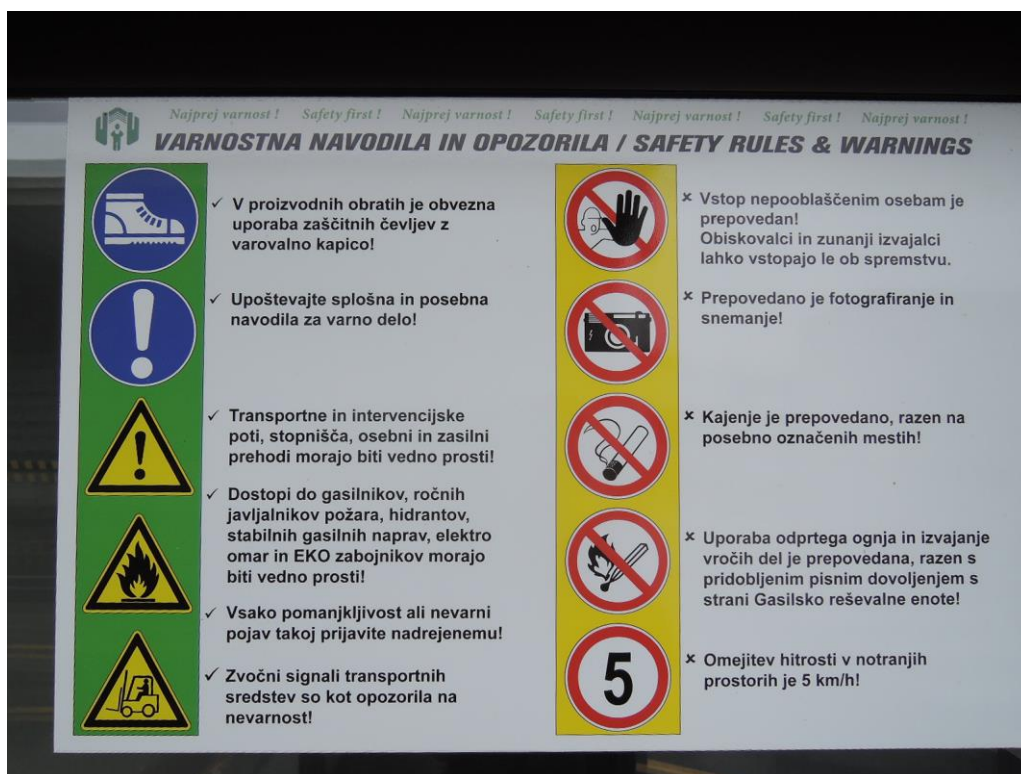 Najprej varnost ! Safety first ! Najprej varnost ! Safety first ! Najprej varnost ! Safety first ! Najprej varnost !
VARNOSTNA NAVODILA IN OPOZORILA / SAFETY RULES & WARNINGS
✓ V proizvodnih obratih je obvezna
uporaba zaščitnih čevljev z
varovalno kapico!
✓ Upoštevajte splošna in posebna
navodila za varno delo!
✓ Transportne in intervencijske
poti, stopnišča, osebni in zasilni
prehodi morajo biti vedno prosti!
✓ Dostopi do gasilnikov, ročnih
javljalnikov požara, hidrantov,
stabilnih gasilnih naprav, elektro
omar in EKO zabojnikov morajo
biti vedno prosti!
✓ Vsako pomanjkljivost ali nevarni
pojav takoj prijavite nadrejenemu!
✓ Zvočni signali transportnih
sredstev so kot opozorila na
nevarnost!
× Vstop nepooblaščenim osebam je
prepovedan!
Obiskovalci in zunanji izvajalci
lahko vstopajo le ob spremstvu.
× Prepovedano je fotografiranje in
snemanje!
× Kajenje je prepovedano, razen na
posebno označenih mestih!
× Uporaba odprtega ognja in izvajanje
vročih del je prepovedana, razen s
pridobljenim pisnim dovoljenjem s
strani Gasilsko reševalne enote!
5
× Omejitev hitrosti v notranjih
prostorih je 5 km/h!